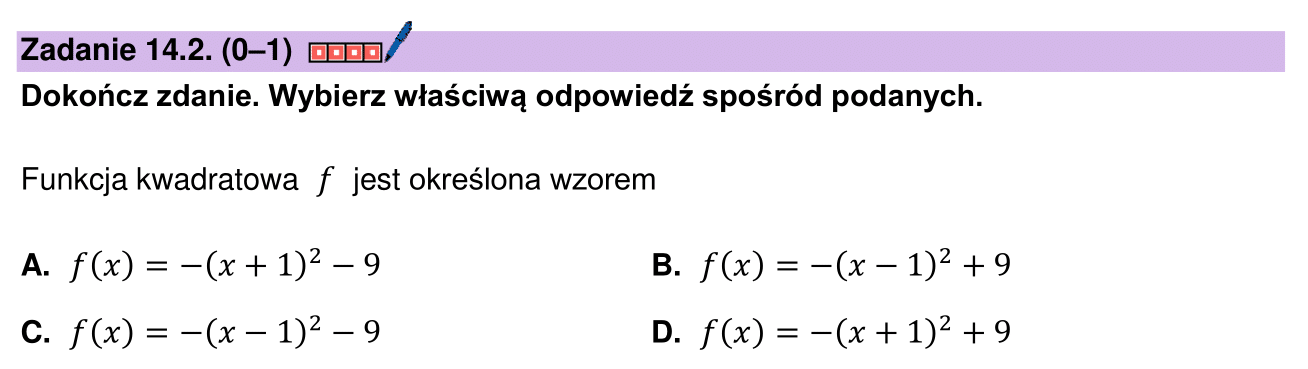 Zadanie 14.2. (0–1)
Dokończ zdanie. Wybierz właściwą odpowiedź spośród podanych.
Funkcja kwadratowa f jest określona wzorem
A. f(x) = −(x + 1)² − 9 B. f(x) = −(x − 1)² + 9
C. f(x) = −(x − 1)² − 9 D. f(x) = −(x + 1)² + 9